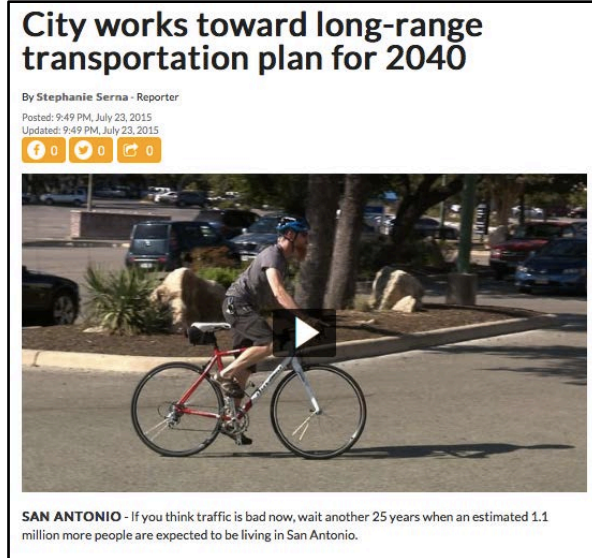 City works toward long-range
transportation plan for 2040
By Stephanie Serna - Reporter
Posted: 9:49 PM, July 23, 2015
Updated: 9:49 PM, July 23, 2015
0 0 0
SAN ANTONIO - If you think traffic is bad now, wait another 25 years when an estimated 1.1
million more people are expected to be living in San Antonio.